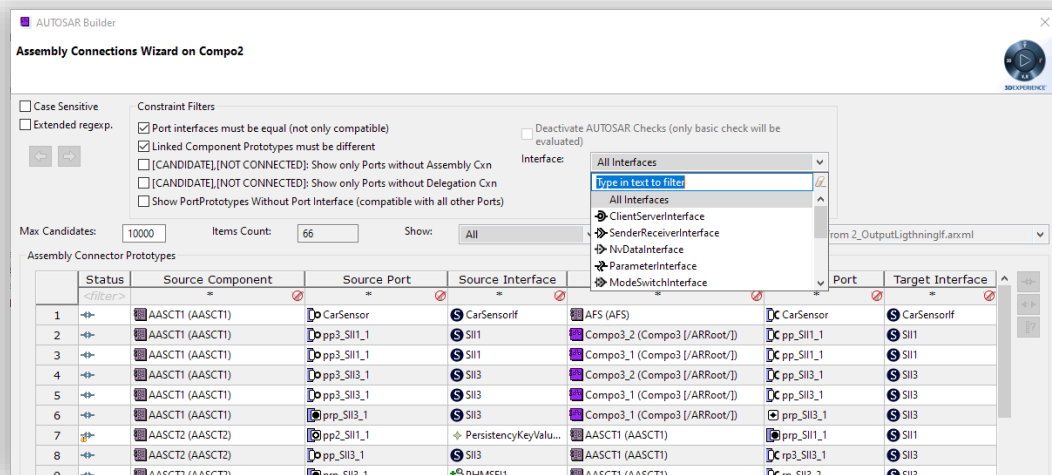 AUTOSAR Builder
Assembly Connections Wizard on Compo2
3DEXPERIENCE
Case Sensitive
Extended regexp.
Constraint Filters
Port interfaces must be equal (not only compatible)
Linked Component Prototypes must be different
[CANDIDATE],[NOT CONNECTED]: Show only Ports without Assembly Cxn
[CANDIDATE],[NOT CONNECTED]: Show only Ports without Delegation Cxn
Show PortPrototypes Without Port Interface (compatible with all other Ports)
Deactivate AUTOSAR Checks (only basic check will be
evaluated)
Interface: All Interfaces
Type in text to filter
All Interfaces
ClientServerInterface
SenderReceiverInterface
NvDataInterface
ParameterInterface
ModeSwitchInterface
Max Candidates: 10000 Items Count: 66 Show: All from 2_OutputLigthningIf.arxml
Assembly Connector Prototypes
Status Source Component Source Port Source Interface Port Target Interface
<filter> * * * * *
1 AASCT1 (AASCT1) CarSensor CarSensorIf AFS (AFS) CarSensor CarSensorIf
2 AASCT1 (AASCT1) pp3_SII1_1 SII1 Compo3_2 (Compo3 [/ARRoot/]) pp_SII1_1 SII1
3 AASCT1 (AASCT1) pp3_SII1_1 SII1 Compo3_1 (Compo3 [/ARRoot/]) pp_SII1_1 SII1
4 AASCT1 (AASCT1) pp3_SII3_1 SII3 Compo3_2 (Compo3 [/ARRoot/]) pp_SII3_1 SII3
5 AASCT1 (AASCT1) pp3_SII3_1 SII3 Compo3_1 (Compo3 [/ARRoot/]) pp_SII3_1 SII3
6 AASCT1 (AASCT1) prp_SII3_1 SII3 Compo3_1 (Compo3 [/ARRoot/]) prp_SII3_1 SII3
7 AASCT2 (AASCT2) pp2_SII1_1 PersistencyKeyValu... AASCT1 (AASCT1) prp_SII1_1 SII1
8 AASCT2 (AASCT2) pp_SII3_1 SII3 AASCT1 (AASCT1) rp3_SII3_1 SII3